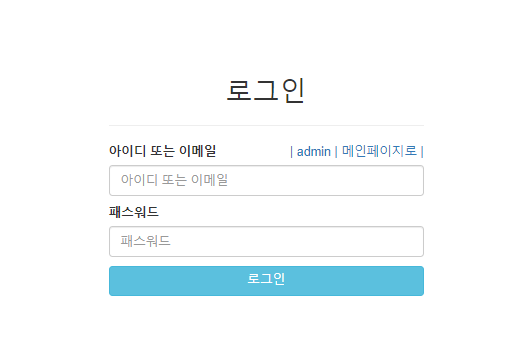 로그인
아이디 또는 이메일 | admin | 메인페이지로 |
아이디 또는 이메일
패스워드
패스워드
로그인